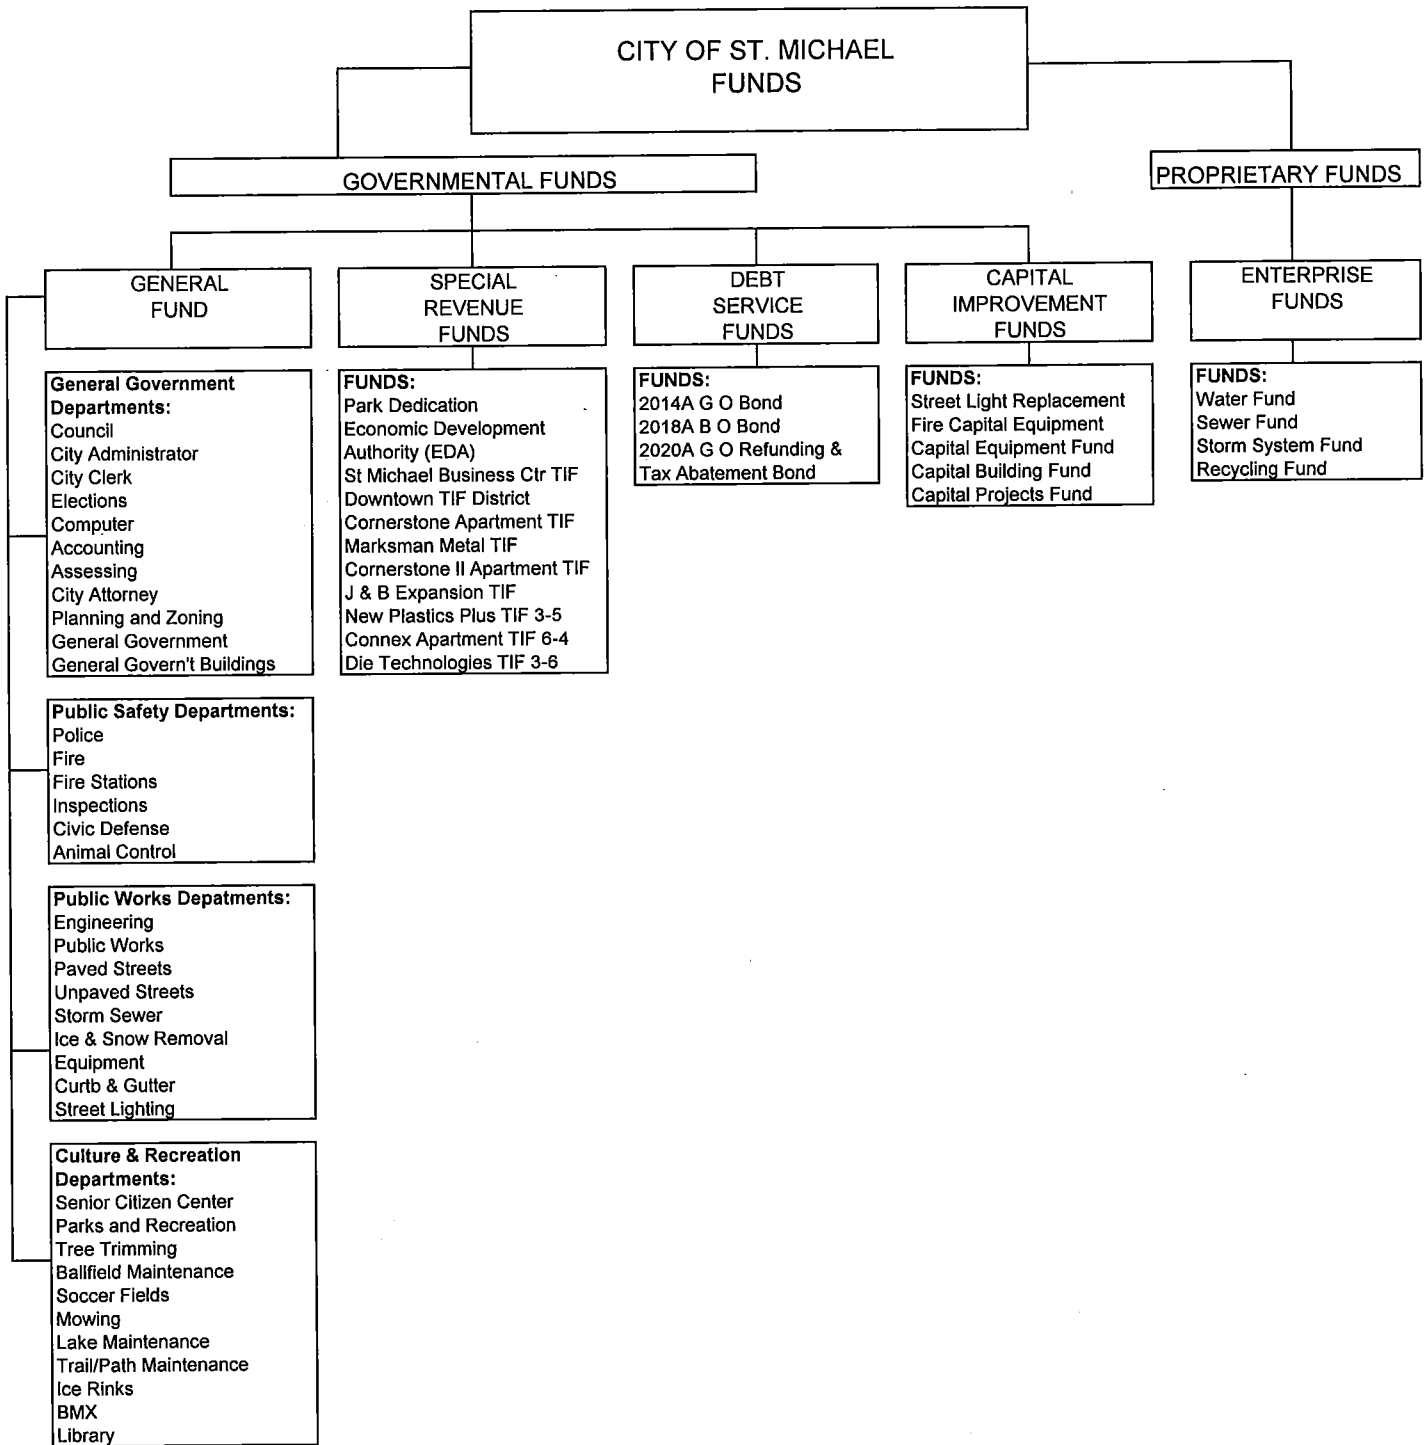 CITY OF ST. MICHAEL
FUNDS
GOVERNMENTAL FUNDS
PROPRIETARY FUNDS
GENERAL
FUND
SPECIAL
REVENUE
FUNDS
DEBT
SERVICE
FUNDS
CAPITAL
IMPROVEMENT
FUNDS
ENTERPRISE
FUNDS
General Government
Departments:
Council
City Administrator
City Clerk
Elections
Computer
Accounting
Assessing
City Attorney
Planning and Zoning
General Government
General Govern't Buildings
FUNDS:
Park Dedication
Economic Development
Authority (EDA)
St Michael Business Ctr TIF
Downtown TIF District
Cornerstone Apartment TIF
Marksman Metal TIF
Cornerstone II Apartment TIF
J & B Expansion TIF
New Plastics Plus TIF 3-5
Connex Apartment TIF 6-4
Die Technologies TIF 3-6
FUNDS:
2014A G O Bond
2018A B O Bond
2020A G O Refunding &
Tax Abatement Bond
FUNDS:
Street Light Replacement
Fire Capital Equipment
Capital Equipment Fund
Capital Building Fund
Capital Projects Fund
FUNDS:
Water Fund
Sewer Fund
Storm System Fund
Recycling Fund
Public Safety Departments:
Police
Fire
Fire Stations
Inspections
Civic Defense
Animal Control
Public Works Depatments:
Engineering
Public Works
Paved Streets
Unpaved Streets
Storm Sewer
Ice & Snow Removal
Equipment
Curtb & Gutter
Street Lighting
Culture & Recreation
Departments:
Senior Citizen Center
Parks and Recreation
Tree Trimming
Ballfield Maintenance
Soccer Fields
Mowing
Lake Maintenance
Trail/Path Maintenance
Ice Rinks
BMX
Library